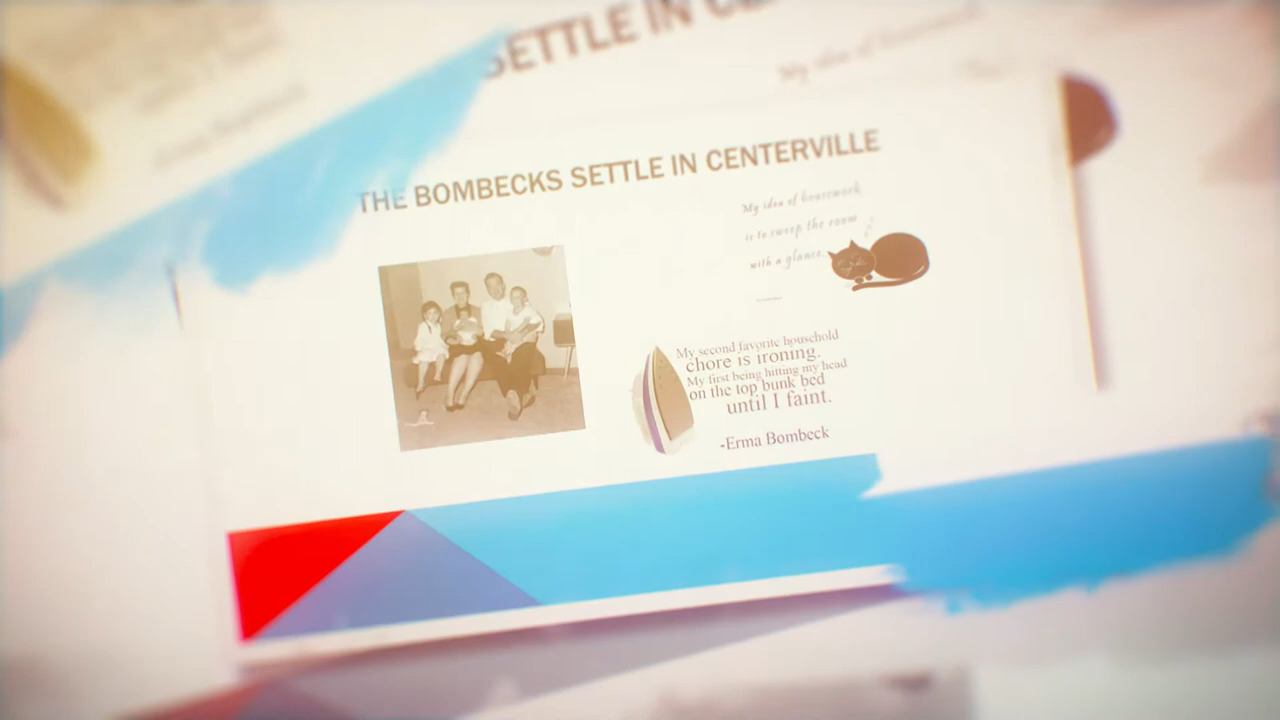 SETTLE IN
My idea of housework
THE BOMBECKS SETTLE IN CENTERVILLE
My idea of housework
is to sweep the room
with a glance.
My second favorite household
chore is ironing.
My first being hitting my head
on the top bunk bed
until I faint.
-Erma Bombeck